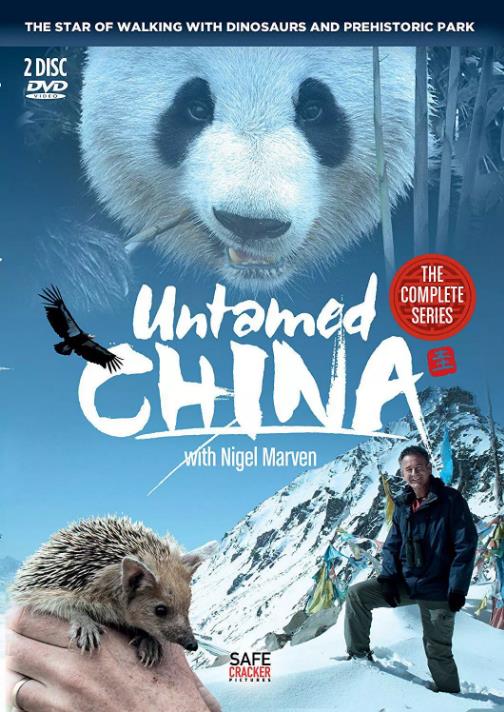 THE STAR OF WALKING WITH DINOSAURS AND PREHISTORIC PARK
2 DISC
DVD
VIDEO
THE
COMPLETE
SERIES
Untamed
CHINA
with Nigel Marven
SAFE
CRACKER
PICTURES